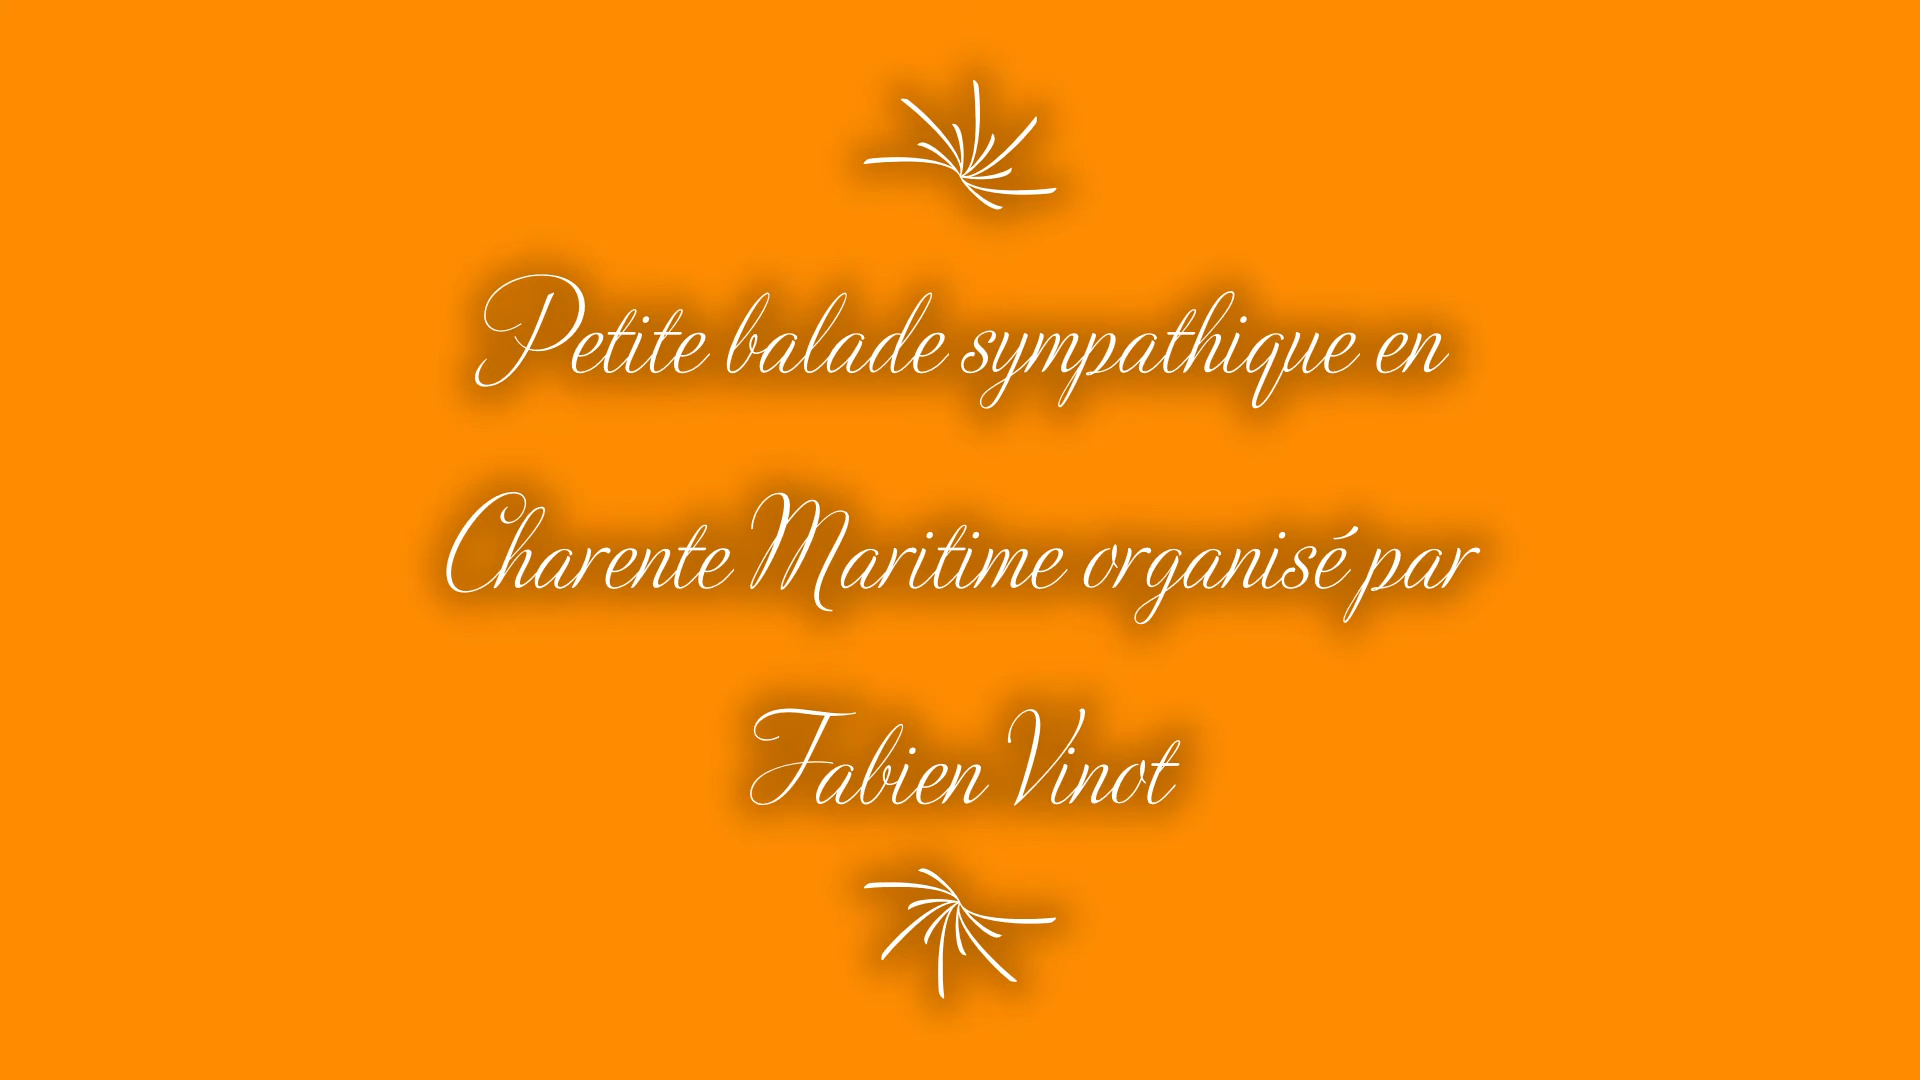 Petite balade sympathique en
Charente Maritime organisé par
Fabien Vinot